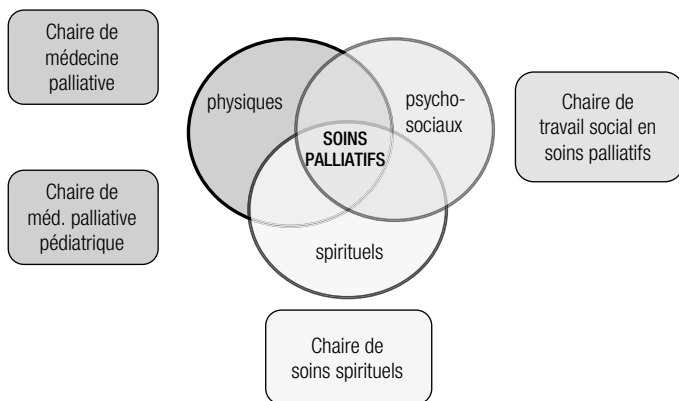 Chaire de
médecine
palliative
physiques
psycho-
sociaux
Chaire de
travail social en
soins palliatifs
SOINS
PALLIATIFS
Chaire de
méd. palliative
pédiatrique
spirituels
Chaire de
soins spirituels